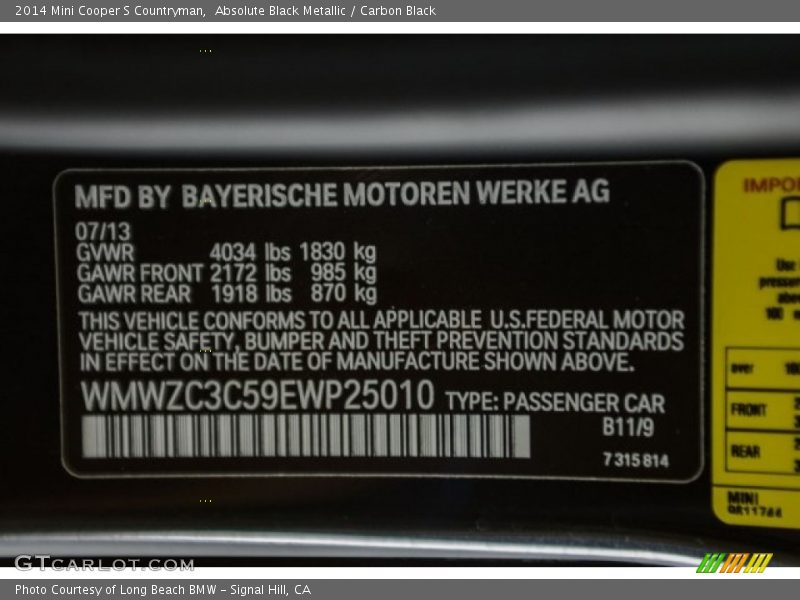 2014 Mini Cooper S Countryman,  Absolute Black Metallic / Carbon Black
MFD BY BAYERISCHE MOTOREN WERKE AG
07/13
GVWR 4034 lbs 1830 kg
GAWR FRONT 2172 lbs 985 kg
GAWR REAR 1918 lbs 870 kg
THIS VEHICLE CONFORMS TO ALL APPLICABLE U.S.FEDERAL MOTOR
VEHICLE SAFETY, BUMPER AND THEFT PREVENTION STANDARDS
IN EFFECT ON THE DATE OF MANUFACTURE SHOWN ABOVE.
WMWZC3C59EWP25010 TYPE: PASSENGER CAR
B11/9
7 315 814
IMPO
Use
over
FRONT
REAR
MINI
GTCARLOT.COM
Photo Courtesy of Long Beach BMW - Signal Hill, CA